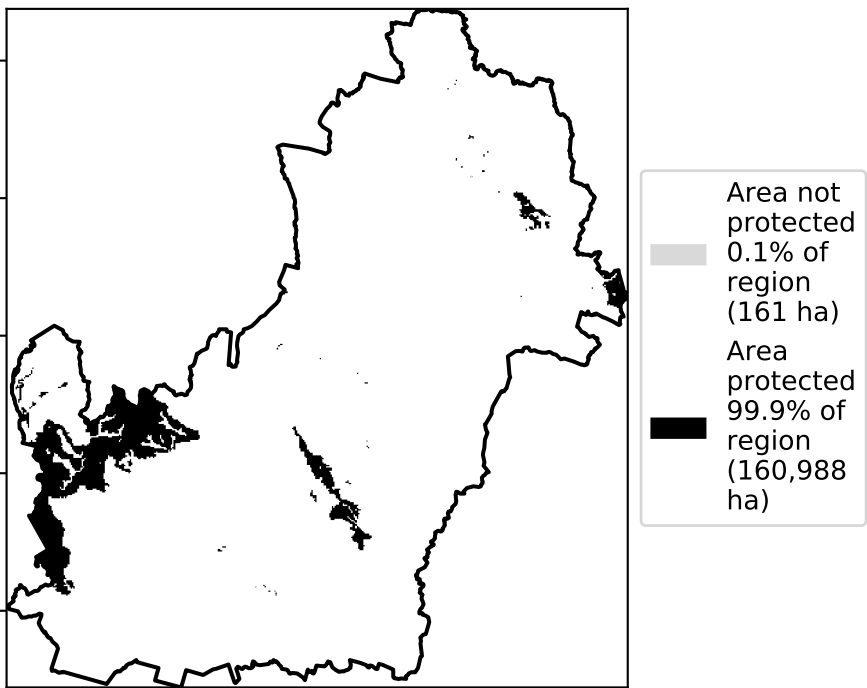 Area not
protected
0.1% of
region
(161 ha)
Area
protected
99.9% of
region
(160,988
ha)